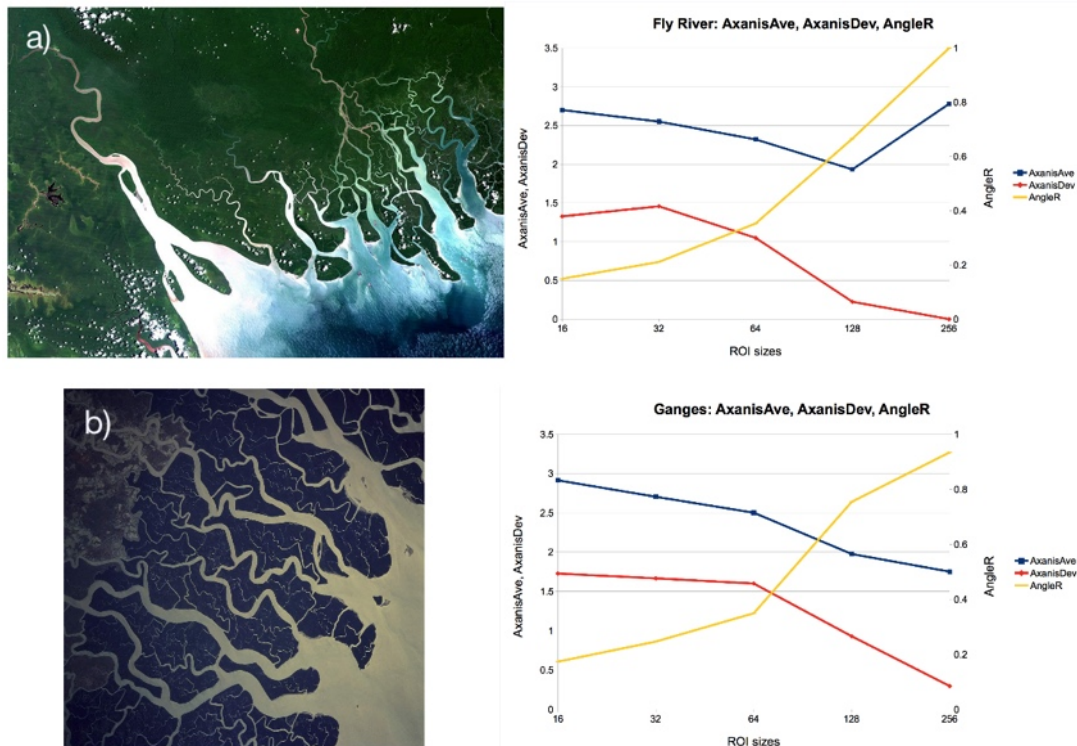 a)
Fly River: AxanisAve, AxanisDev, AngleR
3.5
3
2.5
2
1.5
1
0.5
0
AxanisAve, AxanisDev
1
0.8
0.6
0.4
0.2
0
AngleR
16
32
64
128
256
ROI sizes
AxanisAve
AxanisDev
AngleR
b)
Ganges: AxanisAve, AxanisDev, AngleR
3.5
3
2.5
2
1.5
1
0.5
0
AxanisAve, AxanisDev
1
0.8
0.6
0.4
0.2
0
AngleR
16
32
64
128
256
ROI sizes
AxanisAve
AxanisDev
AngleR